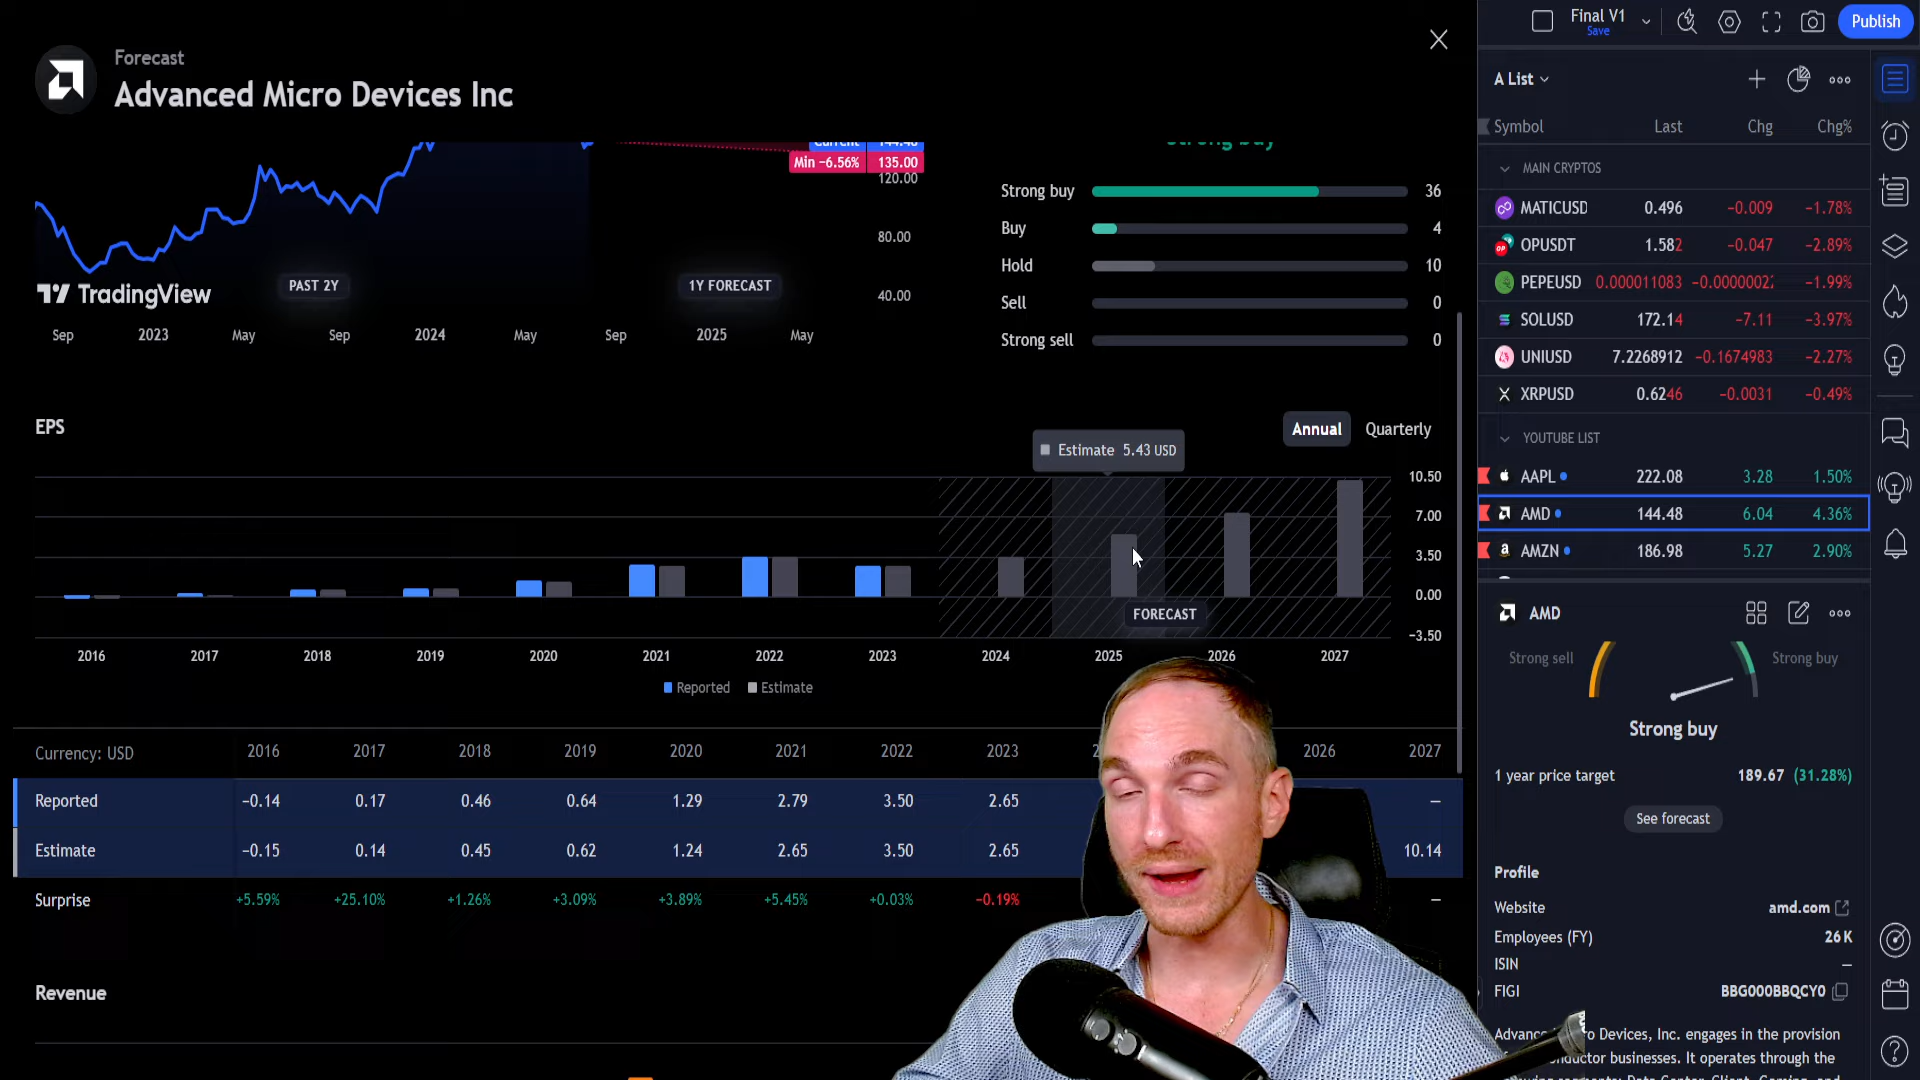 Forecast
Advanced Micro Devices Inc
Min −6.56% 135.00
120.00
80.00
40.00
TradingView
PAST 2Y
1Y FORECAST
Sep 2023 May Sep 2024 May Sep 2025 May
Strong buy 36
Buy 4
Hold 10
Sell 0
Strong sell 0
EPS
Annual Quarterly
Estimate 5.43 USD
10.50
7.00
3.50
0.00
−3.50
FORECAST
2016 2017 2018 2019 2020 2021 2022 2023 2024 2025 2026 2027
Reported Estimate
Currency: USD 2016 2017 2018 2019 2020 2021 2022 2023 2026 2027
Reported −0.14 0.17 0.46 0.64 1.29 2.79 3.50 2.65 —
Estimate −0.15 0.14 0.45 0.62 1.24 2.65 3.50 2.65 10.14
Surprise +5.59% +25.10% +1.26% +3.09% +3.89% +5.45% +0.03% −0.19% —
Revenue
Final V1
Save
Publish
A List
Symbol Last Chg Chg%
MAIN CRYPTOS
MATICUSD 0.496 −0.009 −1.78%
OPUSDT 1.582 −0.047 −2.89%
PEPEUSD 0.000011083 −1.99%
SOLUSD 172.14 −7.11 −3.97%
UNIUSD 7.2268912 −0.1674983 −2.27%
XRPUSD 0.6246 −0.0031 −0.49%
YOUTUBE LIST
AAPL 222.08 3.28 1.50%
AMD 144.48 6.04 4.36%
AMZN 186.98 5.27 2.90%
AMD
Strong sell Strong buy
Strong buy
1 year price target 189.67 (31.28%)
See forecast
Profile
Website amd.com
Employees (FY) 26K
ISIN —
FIGI BBG000BBQCY0
Devices, Inc. engages in the provision
businesses. It operates through the